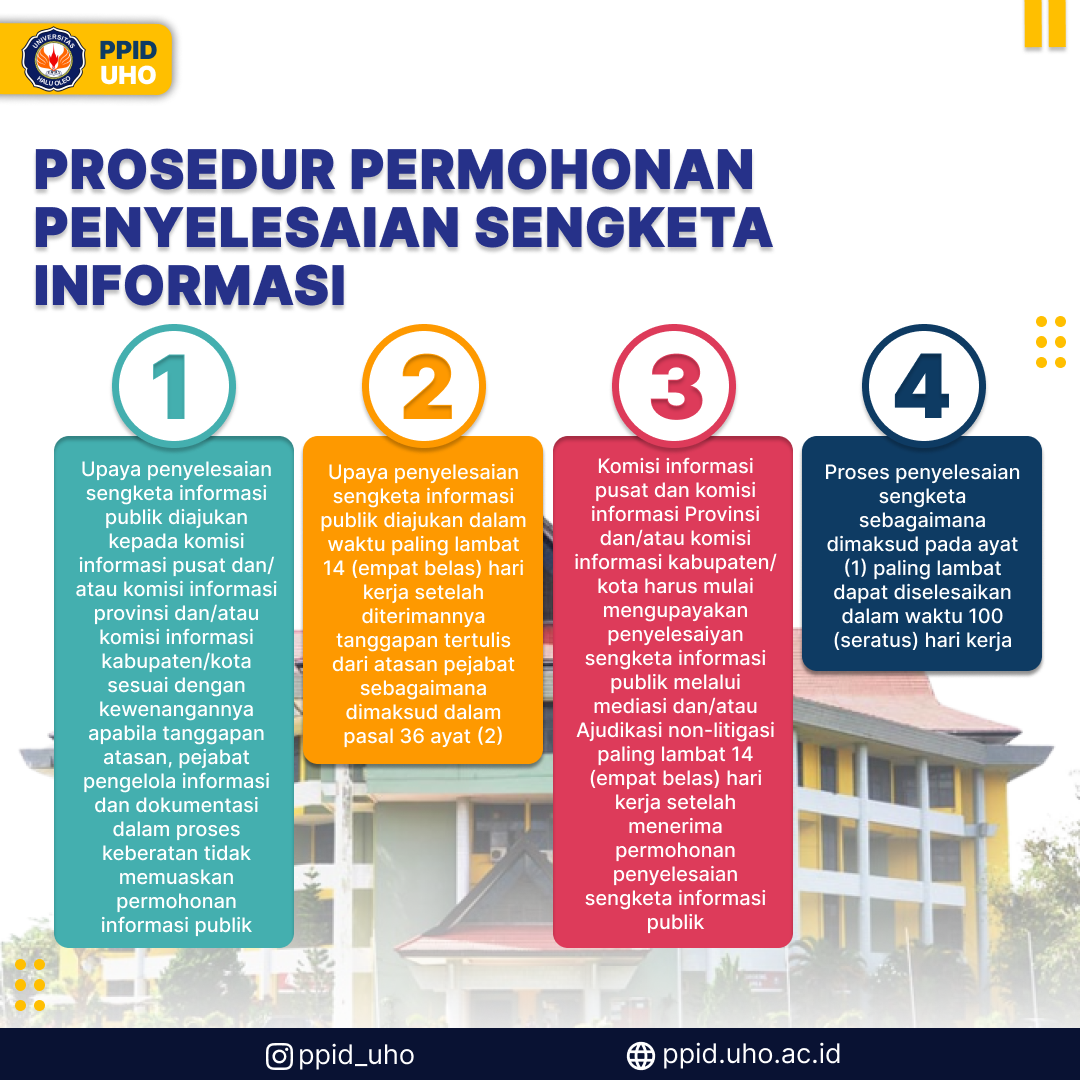 UNIVERSITAS
HALU OLEO
PPID
UHO
PROSEDUR PERMOHONAN
PENYELESAIAN SENGKETA
INFORMASI
1
Upaya penyelesaian
sengketa informasi
publik diajukan
kepada komisi
informasi pusat dan/
atau komisi informasi
provinsi dan/atau
komisi informasi
kabupaten/kota
sesuai dengan
kewenangannya
apabila tanggapan
atasan, pejabat
pengelola informasi
dan dokumentasi
dalam proses
keberatan tidak
memuaskan
permohonan
informasi publik
2
Upaya penyelesaian
sengketa informasi
publik diajukan dalam
waktu paling lambat
14 (empat belas) hari
kerja setelah
diterimannya
tanggapan tertulis
dari atasan pejabat
sebagaimana
dimaksud dalam
pasal 36 ayat (2)
3
Komisi informasi
pusat dan komisi
informasi Provinsi
dan/atau komisi
informasi kabupaten/
kota harus mulai
mengupayakan
penyelesaiyan
sengketa informasi
publik melalui
mediasi dan/atau
Ajudikasi non-litigasi
paling lambat 14
(empat belas) hari
kerja setelah
menerima
permohonan
penyelesaian
sengketa informasi
publik
4
Proses penyelesaian
sengketa
sebagaimana
dimaksud pada ayat
(1) paling lambat
dapat diselesaikan
dalam waktu 100
(seratus) hari kerja
ppid_uho
ppid.uho.ac.id